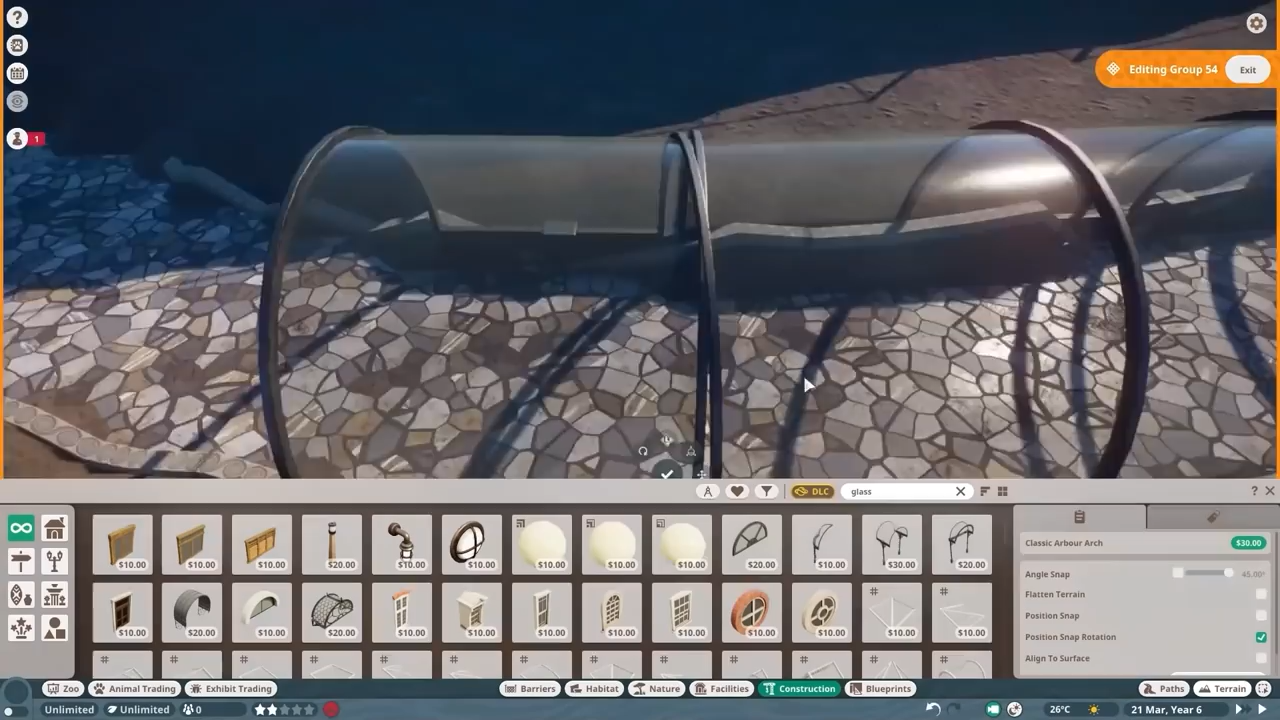 ?
Editing Group 54 Exit
1
DLC glass ?
$10.00 $10.00 $10.00 $20.00 $10.00 $10.00 $10.00 $10.00 $10.00 $20.00 $10.00 $30.00 $20.00
$10.00 $20.00 $10.00 $20.00 $10.00 $10.00 $10.00 $10.00 $10.00 $10.00 $10.00 $10.00 $10.00
Classic Arbour Arch $30.00
Angle Snap 45.00°
Flatten Terrain
Position Snap
Position Snap Rotation
Align To Surface
Zoo Animal Trading Exhibit Trading Barriers Habitat Nature Facilities Construction Blueprints Paths Terrain
Unlimited Unlimited 0 26°C 21 Mar, Year 6